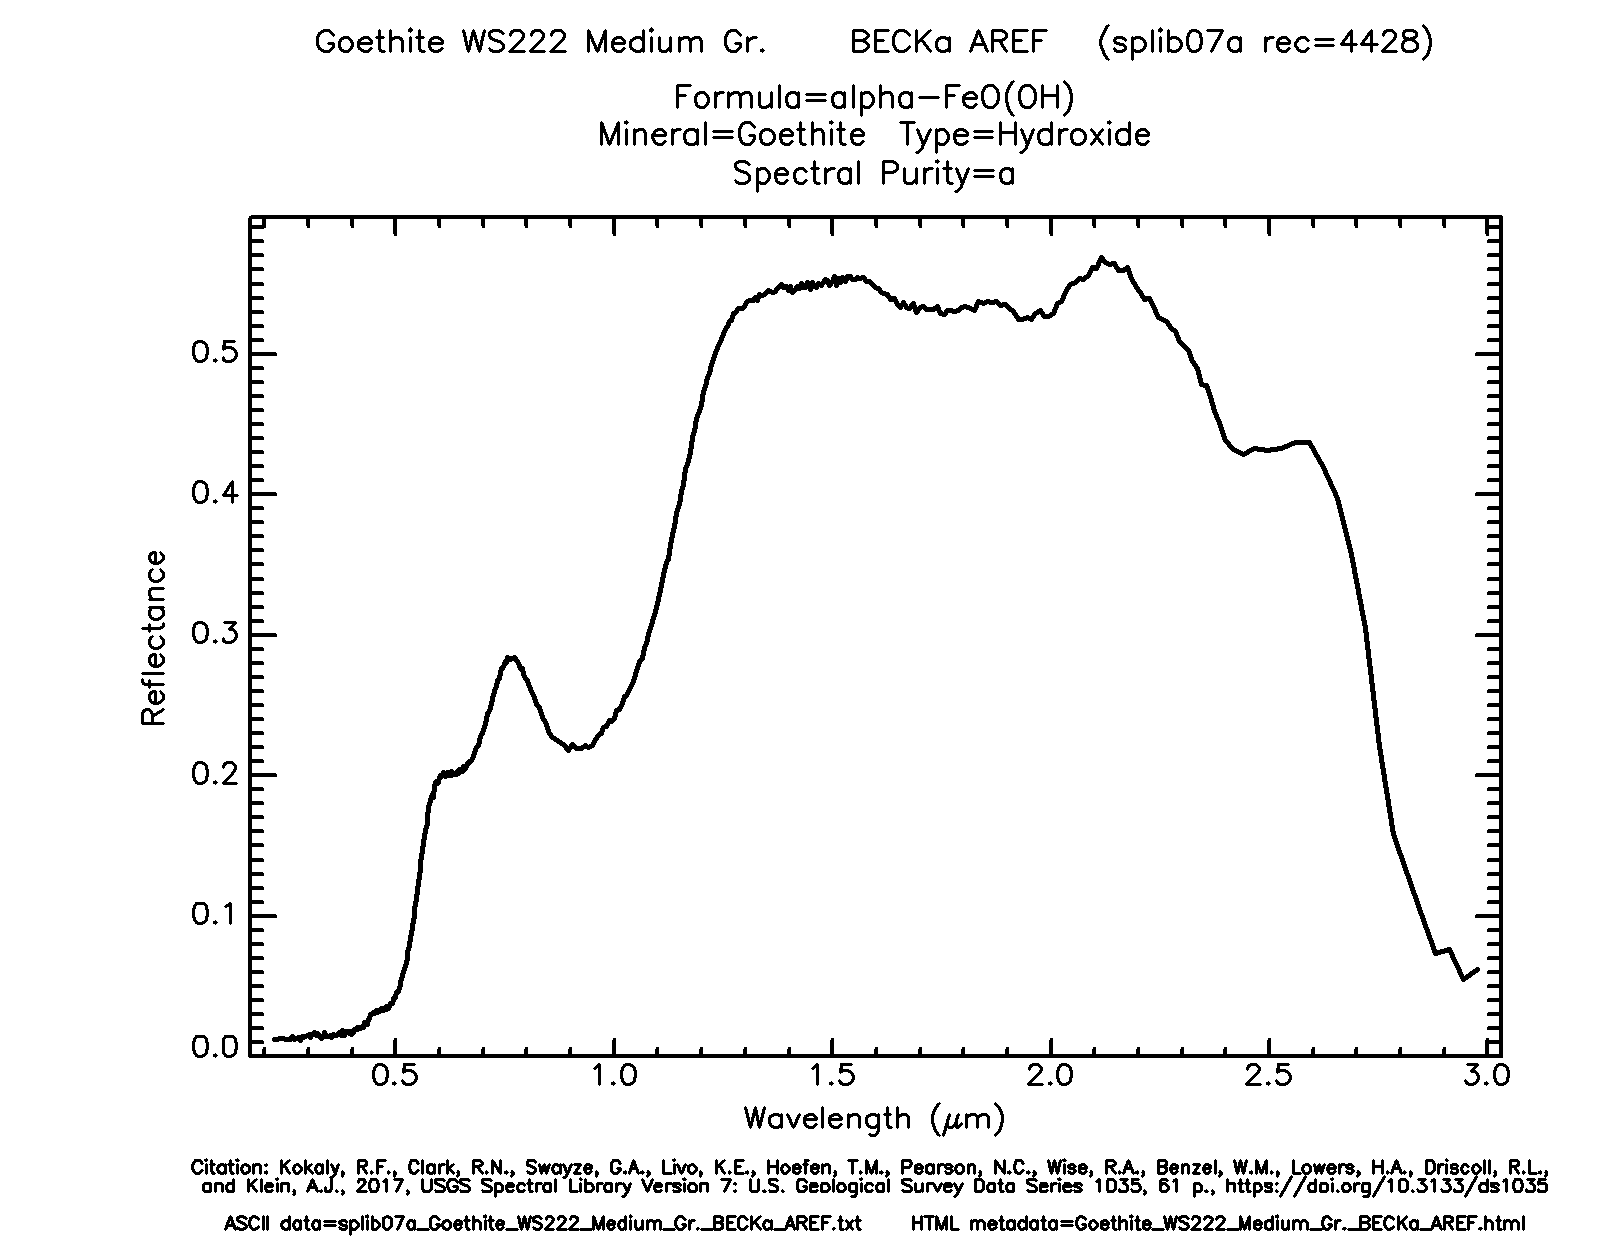 Goethite WS222 Medium Gr. BECKa AREF (splib07a rec=4428)
Formula=alpha-FeO(OH)
Mineral=Goethite Type=Hydroxide
Spectral Purity=a
0.5
0.4
0.3
0.2
0.1
0.0
Reflectance
0.5 1.0 1.5 2.0 2.5 3.0
Wavelength (μm)
Citation: Kokaly, R.F., Clark, R.N., Swayze, G.A., Livo, K.E., Hoefen, T.M., Pearson, N.C., Wise, R.A., Benzel, W.M., Lowers, H.A., Driscoll, R.L.,
and Klein, A.J., 2017, USGS Spectral Library Version 7: U.S. Geological Survey Data Series 1035, 61 p., https://doi.org/10.3133/ds1035
ASCII data=splib07a_Goethite_WS222_Medium_Gr._BECKa_AREF.txt HTML metadata=Goethite_WS222_Medium_Gr._BECKa_AREF.html